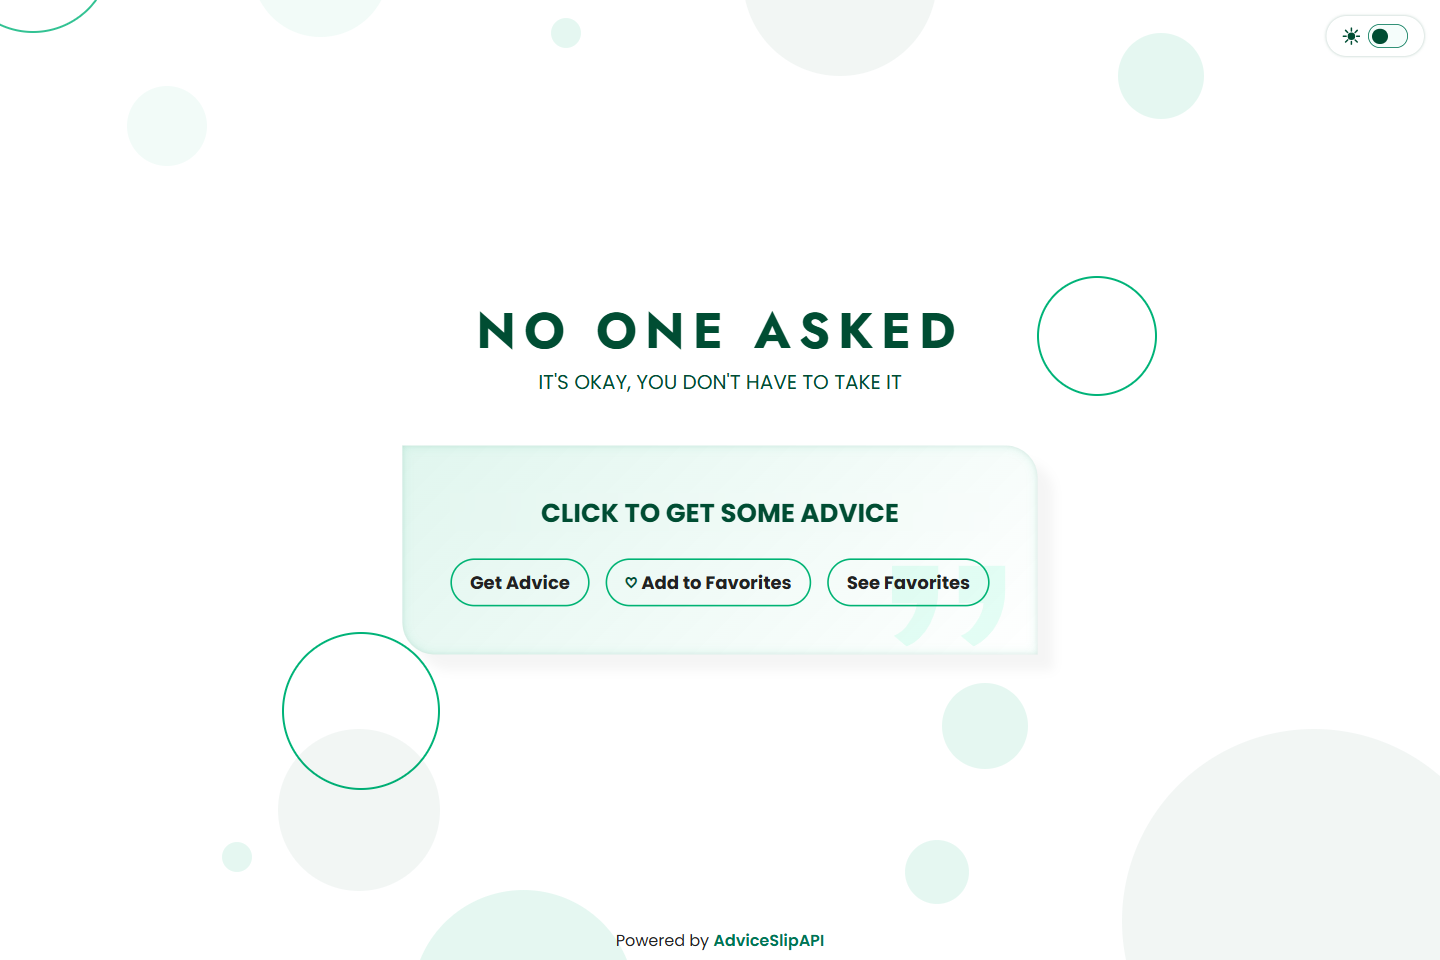 NO ONE ASKED
IT'S OKAY, YOU DON'T HAVE TO TAKE IT
CLICK TO GET SOME ADVICE
Get Advice
♡ Add to Favorites
See Favorites
Powered by AdviceSlipAPI